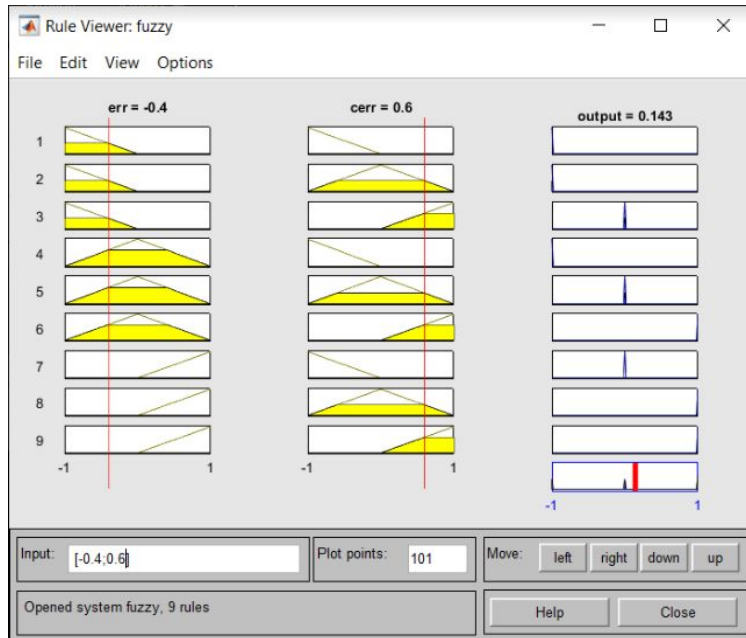 Rule Viewer: fuzzy
File Edit View Options
err = -0.4
cerr = 0.6
output = 0.143
1
2
3
4
5
6
7
8
9
-1 1
-1 1
-1 1
Input: [-0.4;0.6]
Plot points: 101
Move: left right down up
Opened system fuzzy, 9 rules
Help Close